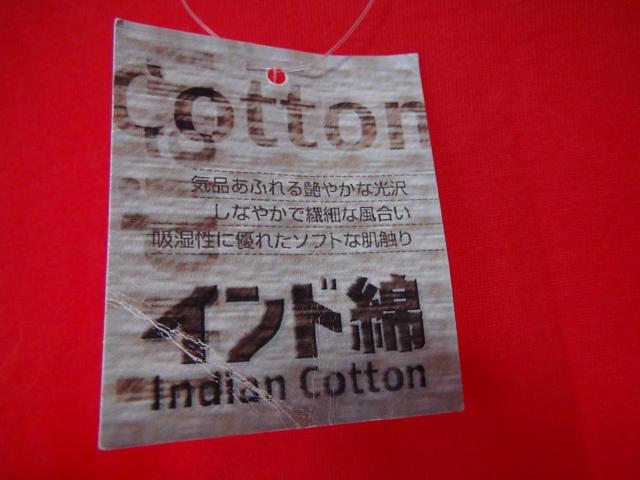 Cotton
気品あふれる艶やかな光沢
しなやかで繊細な風合い
吸湿性に優れたソフトな肌触り
インド綿
Indian Cotton